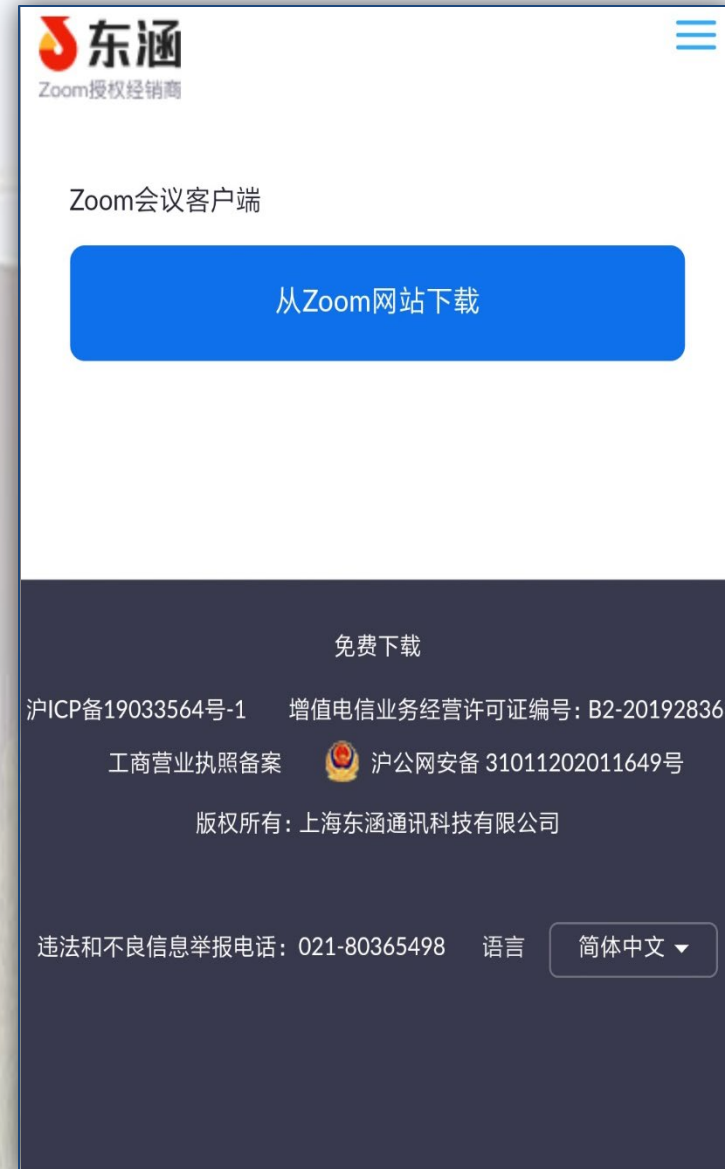 东涵
Zoom授权经销商
Zoom会议客户端
从Zoom网站下载
免费下载
沪ICP备19033564号-1 增值电信业务经营许可证编号: B2-20192836
工商营业执照备案 沪公网安备 31011202011649号
版权所有: 上海东涵通讯科技有限公司
违法和不良信息举报电话: 021-80365498 语言 简体中文